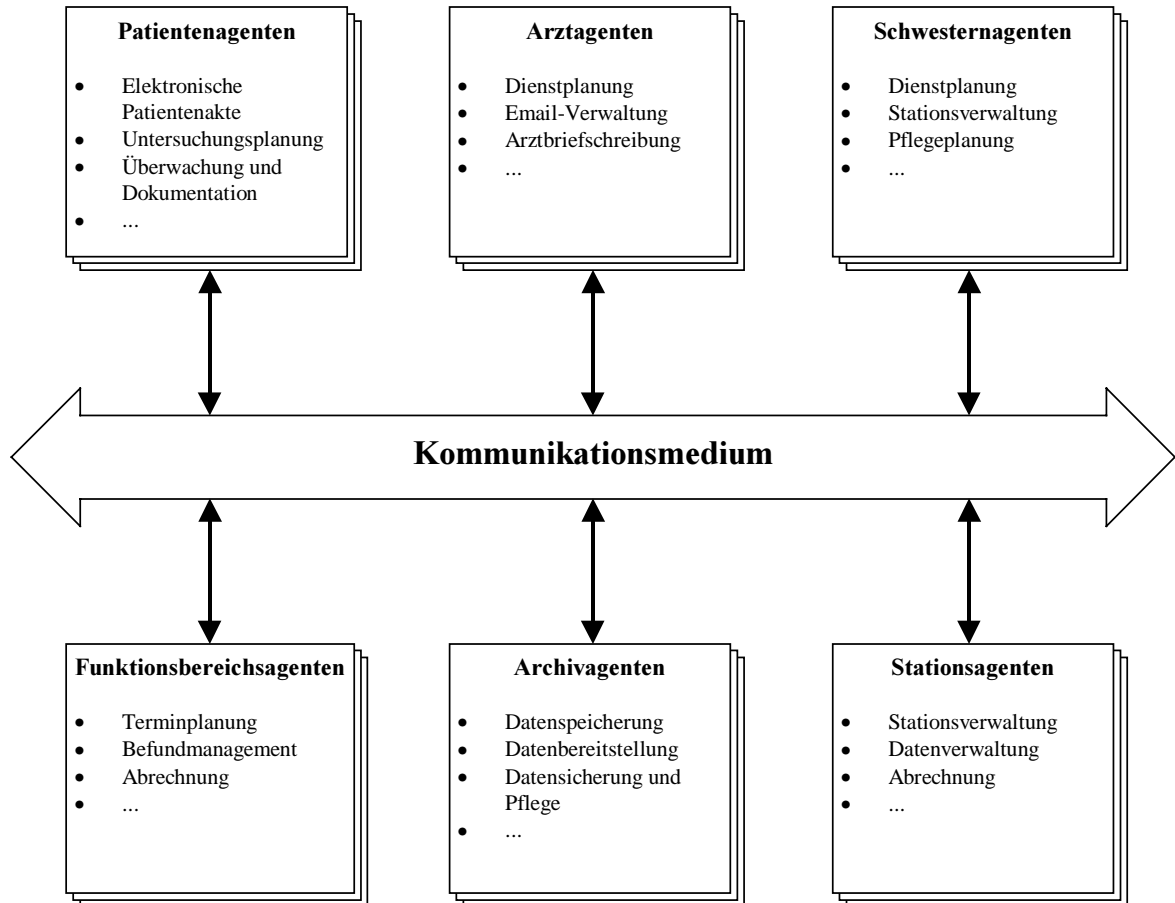 Patientenagenten
• Elektronische
Patientenakte
• Untersuchungsplanung
• Überwachung und
Dokumentation
• ...
Arztagenten
• Dienstplanung
• Email-Verwaltung
• Arztbriefschreibung
• ...
Schwesternagenten
• Dienstplanung
• Stationsverwaltung
• Pflegeplanung
• ...
Kommunikationsmedium
Funktionsbereichsagenten
• Terminplanung
• Befundmanagement
• Abrechnung
• ...
Archivagenten
• Datenspeicherung
• Datenbereitstellung
• Datensicherung und
Pflege
• ...
Stationsagenten
• Stationsverwaltung
• Datenverwaltung
• Abrechnung
• ...